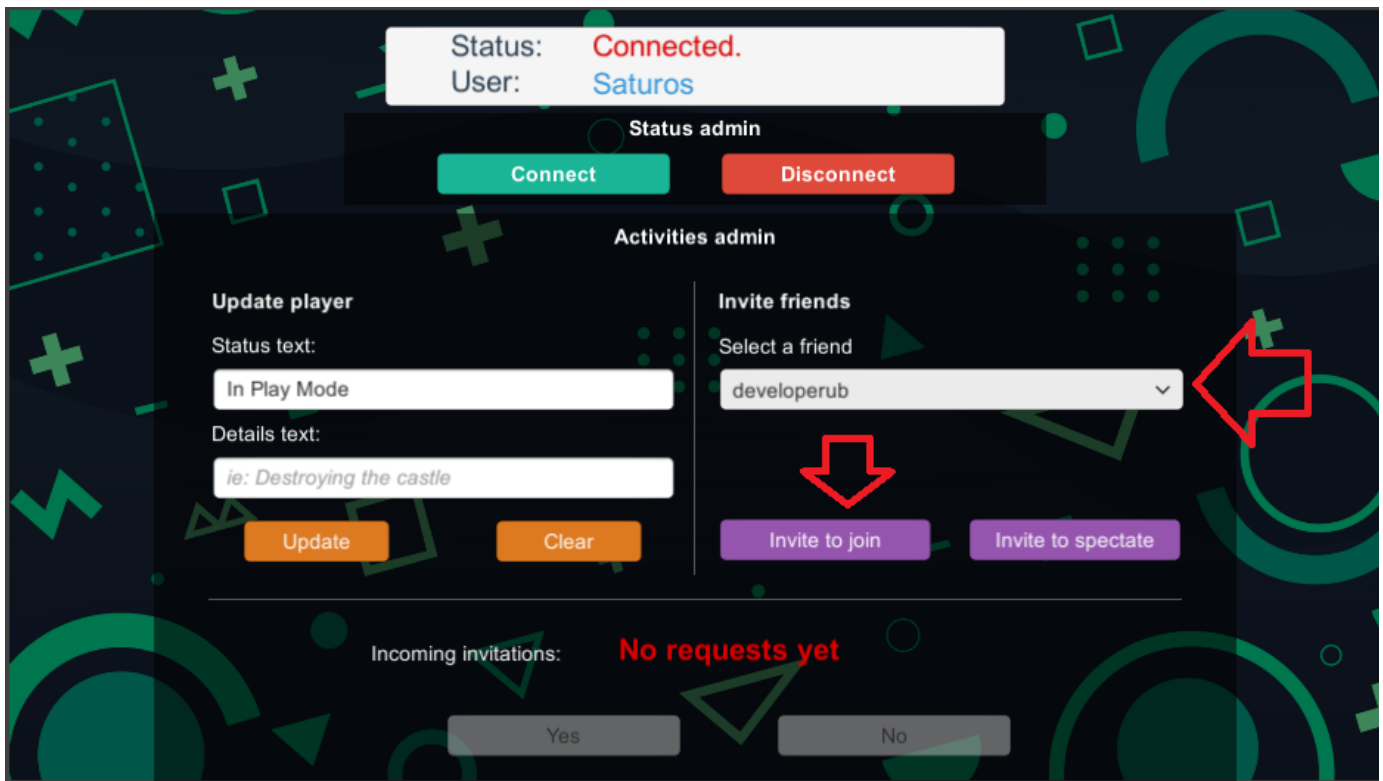 Status: Connected.
User: Saturos
Status admin
Connect Disconnect
Activities admin
Update player
Status text:
In Play Mode
Details text:
ie: Destroying the castle
Update Clear
Invite friends
Select a friend
developerub
Invite to join Invite to spectate
Incoming invitations: No requests yet
Yes No